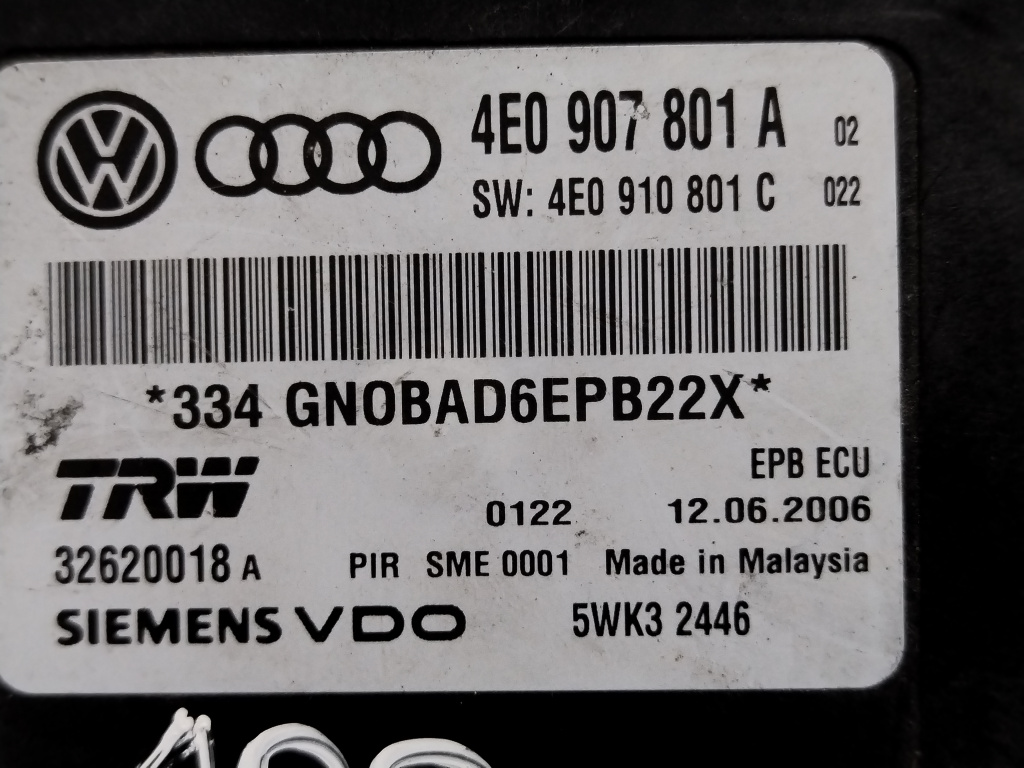 4E0 907 801 A 02
SW: 4E0 910 801 C 022
*334 GNOBAD6EPB22X*
TRW
EPB ECU
0122 12.06.2006
32620018 A PIR SME 0001 Made in Malaysia
SIEMENS VDO 5WK3 2446